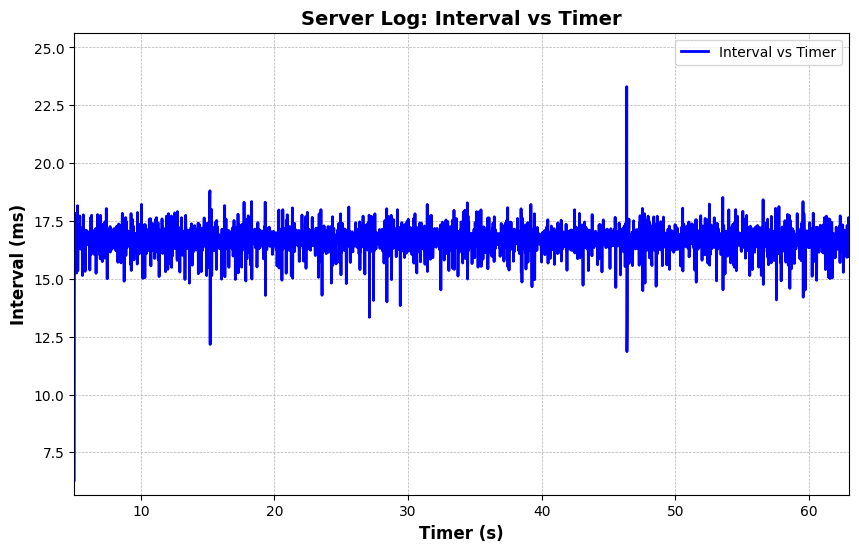 Server Log: Interval vs Timer
Interval vs Timer
25.0
22.5
20.0
17.5
15.0
12.5
10.0
7.5
Interval (ms)
10 20 30 40 50 60
Timer (s)